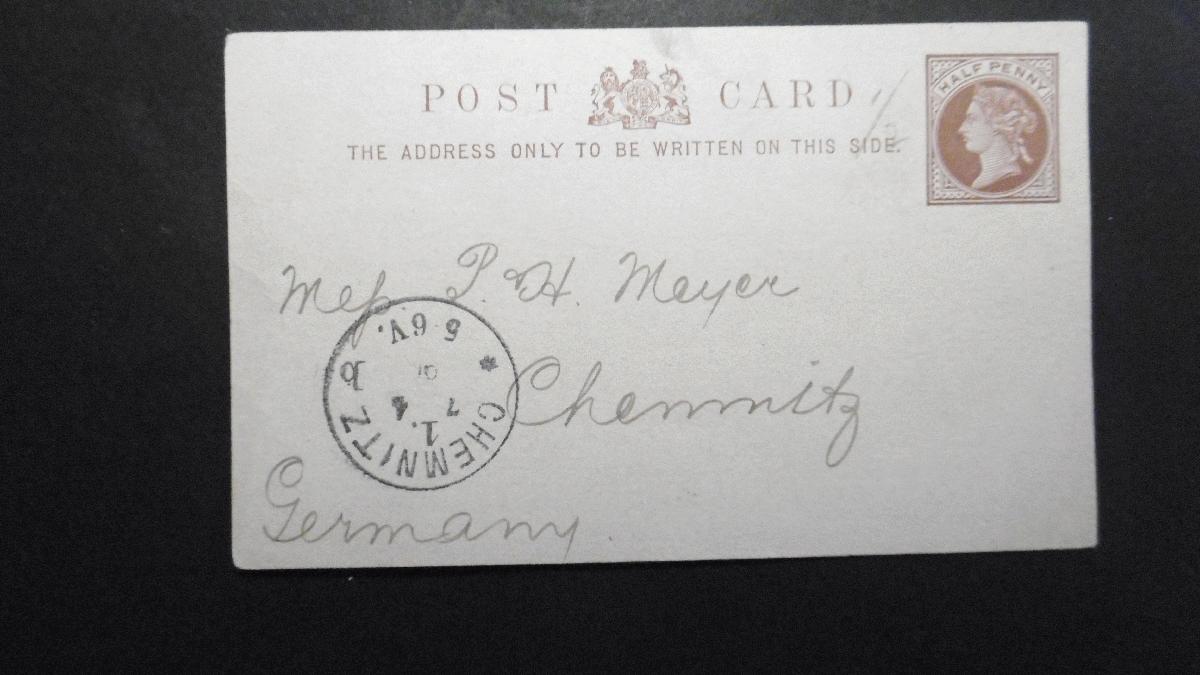 POST CARD
HALF PENNY
THE ADDRESS ONLY TO BE WRITTEN ON THIS SIDE.
P. H. Meyer
Chemnitz
Germany
CHEMNITZ
1.
7 4
5-6V.
b